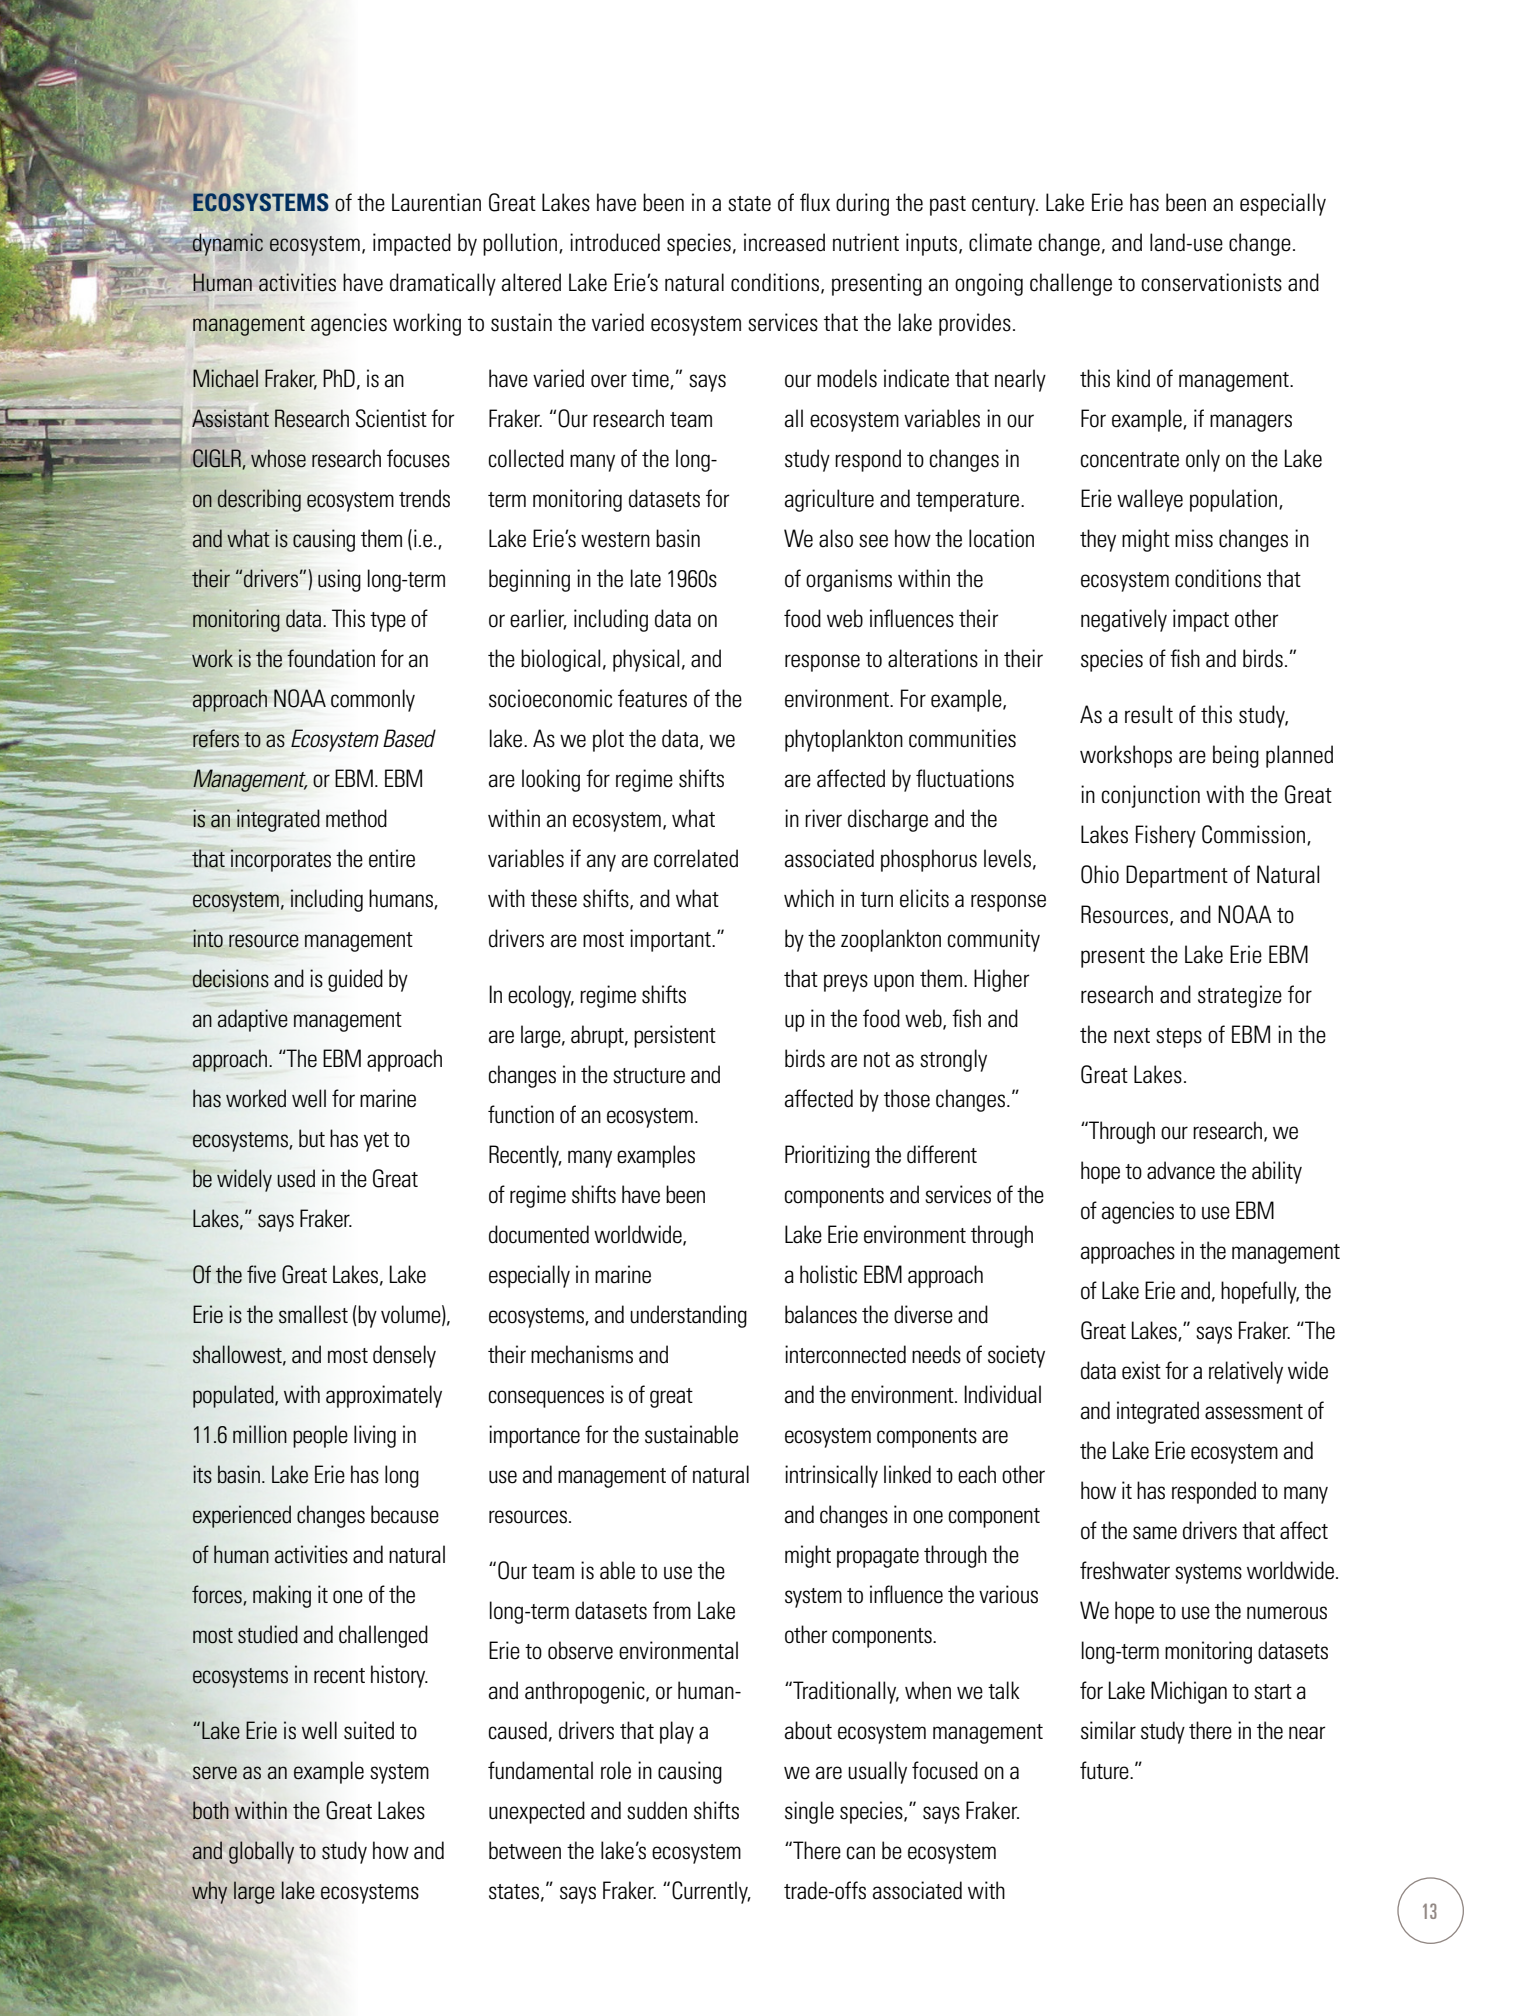 ECOSYSTEMS of the Laurentian Great Lakes have been in a state of flux during the past century. Lake Erie has been an especially
dynamic ecosystem, impacted by pollution, introduced species, increased nutrient inputs, climate change, and land-use change.
Human activities have dramatically altered Lake Erie’s natural conditions, presenting an ongoing challenge to conservationists and
management agencies working to sustain the varied ecosystem services that the lake provides.
Michael Fraker, PhD, is an
Assistant Research Scientist for
CIGLR, whose research focuses
on describing ecosystem trends
and what is causing them (i.e.,
their “drivers”) using long-term
monitoring data. This type of
work is the foundation for an
approach NOAA commonly
refers to as Ecosystem Based
Management, or EBM. EBM
is an integrated method
that incorporates the entire
ecosystem, including humans,
into resource management
decisions and is guided by
an adaptive management
approach. “The EBM approach
has worked well for marine
ecosystems, but has yet to
be widely used in the Great
Lakes,” says Fraker.
Of the five Great Lakes, Lake
Erie is the smallest (by volume),
shallowest, and most densely
populated, with approximately
11.6 million people living in
its basin. Lake Erie has long
experienced changes because
of human activities and natural
forces, making it one of the
most studied and challenged
ecosystems in recent history.
“Lake Erie is well suited to
serve as an example system
both within the Great Lakes
and globally to study how and
why large lake ecosystems
have varied over time,” says
Fraker. “Our research team
collected many of the long-
term monitoring datasets for
Lake Erie’s western basin
beginning in the late 1960s
or earlier, including data on
the biological, physical, and
socioeconomic features of the
lake. As we plot the data, we
are looking for regime shifts
within an ecosystem, what
variables if any are correlated
with these shifts, and what
drivers are most important.”
In ecology, regime shifts
are large, abrupt, persistent
changes in the structure and
function of an ecosystem.
Recently, many examples
of regime shifts have been
documented worldwide,
especially in marine
ecosystems, and understanding
their mechanisms and
consequences is of great
importance for the sustainable
use and management of natural
resources.
“Our team is able to use the
long-term datasets from Lake
Erie to observe environmental
and anthropogenic, or human-
caused, drivers that play a
fundamental role in causing
unexpected and sudden shifts
between the lake’s ecosystem
states,” says Fraker. “Currently,
our models indicate that nearly
all ecosystem variables in our
study respond to changes in
agriculture and temperature.
We also see how the location
of organisms within the
food web influences their
response to alterations in their
environment. For example,
phytoplankton communities
are affected by fluctuations
in river discharge and the
associated phosphorus levels,
which in turn elicits a response
by the zooplankton community
that preys upon them. Higher
up in the food web, fish and
birds are not as strongly
affected by those changes.”
Prioritizing the different
components and services of the
Lake Erie environment through
a holistic EBM approach
balances the diverse and
interconnected needs of society
and the environment. Individual
ecosystem components are
intrinsically linked to each other
and changes in one component
might propagate through the
system to influence the various
other components.
“Traditionally, when we talk
about ecosystem management
we are usually focused on a
single species,” says Fraker.
“There can be ecosystem
trade-offs associated with
this kind of management.
For example, if managers
concentrate only on the Lake
Erie walleye population,
they might miss changes in
ecosystem conditions that
negatively impact other
species of fish and birds.”
As a result of this study,
workshops are being planned
in conjunction with the Great
Lakes Fishery Commission,
Ohio Department of Natural
Resources, and NOAA to
present the Lake Erie EBM
research and strategize for
the next steps of EBM in the
Great Lakes.
“Through our research, we
hope to advance the ability
of agencies to use EBM
approaches in the management
of Lake Erie and, hopefully, the
Great Lakes,” says Fraker. “The
data exist for a relatively wide
and integrated assessment of
the Lake Erie ecosystem and
how it has responded to many
of the same drivers that affect
freshwater systems worldwide.
We hope to use the numerous
long-term monitoring datasets
for Lake Michigan to start a
similar study there in the near
future.”
13